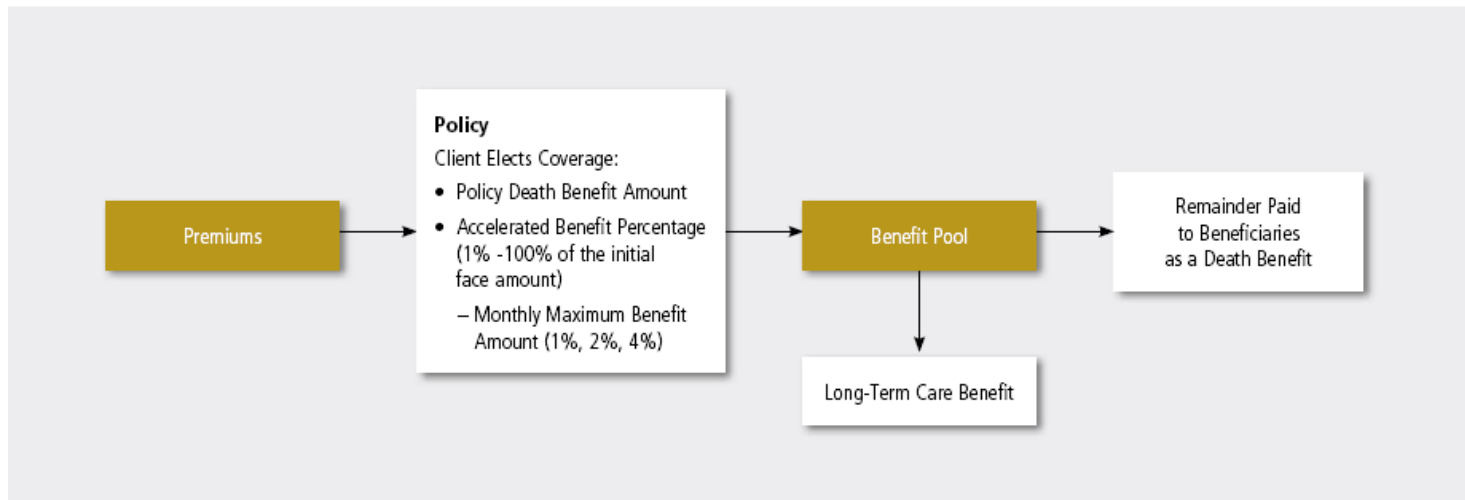 Premiums
Policy
Client Elects Coverage:
• Policy Death Benefit Amount
• Accelerated Benefit Percentage
(1% -100% of the initial
face amount)
– Monthly Maximum Benefit
Amount (1%, 2%, 4%)
Benefit Pool
Long-Term Care Benefit
Remainder Paid
to Beneficiaries
as a Death Benefit